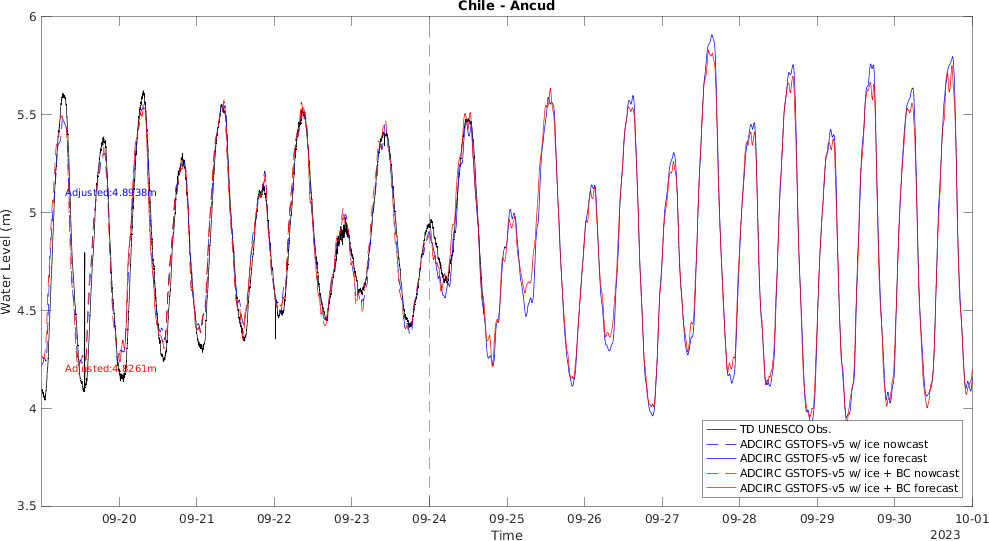 Chile - Ancud
6
5.5
5
4.5
4
3.5
Water Level (m)
Adjusted:4.8938m
Adjusted:4.8261m
09-20
09-21
09-22
09-23
09-24
09-25
09-26
09-27
09-28
09-29
09-30
10-01
2023
Time
TD UNESCO Obs.
ADCIRC GSTOFS-v5 w/ ice nowcast
ADCIRC GSTOFS-v5 w/ ice forecast
ADCIRC GSTOFS-v5 w/ ice + BC nowcast
ADCIRC GSTOFS-v5 w/ ice + BC forecast